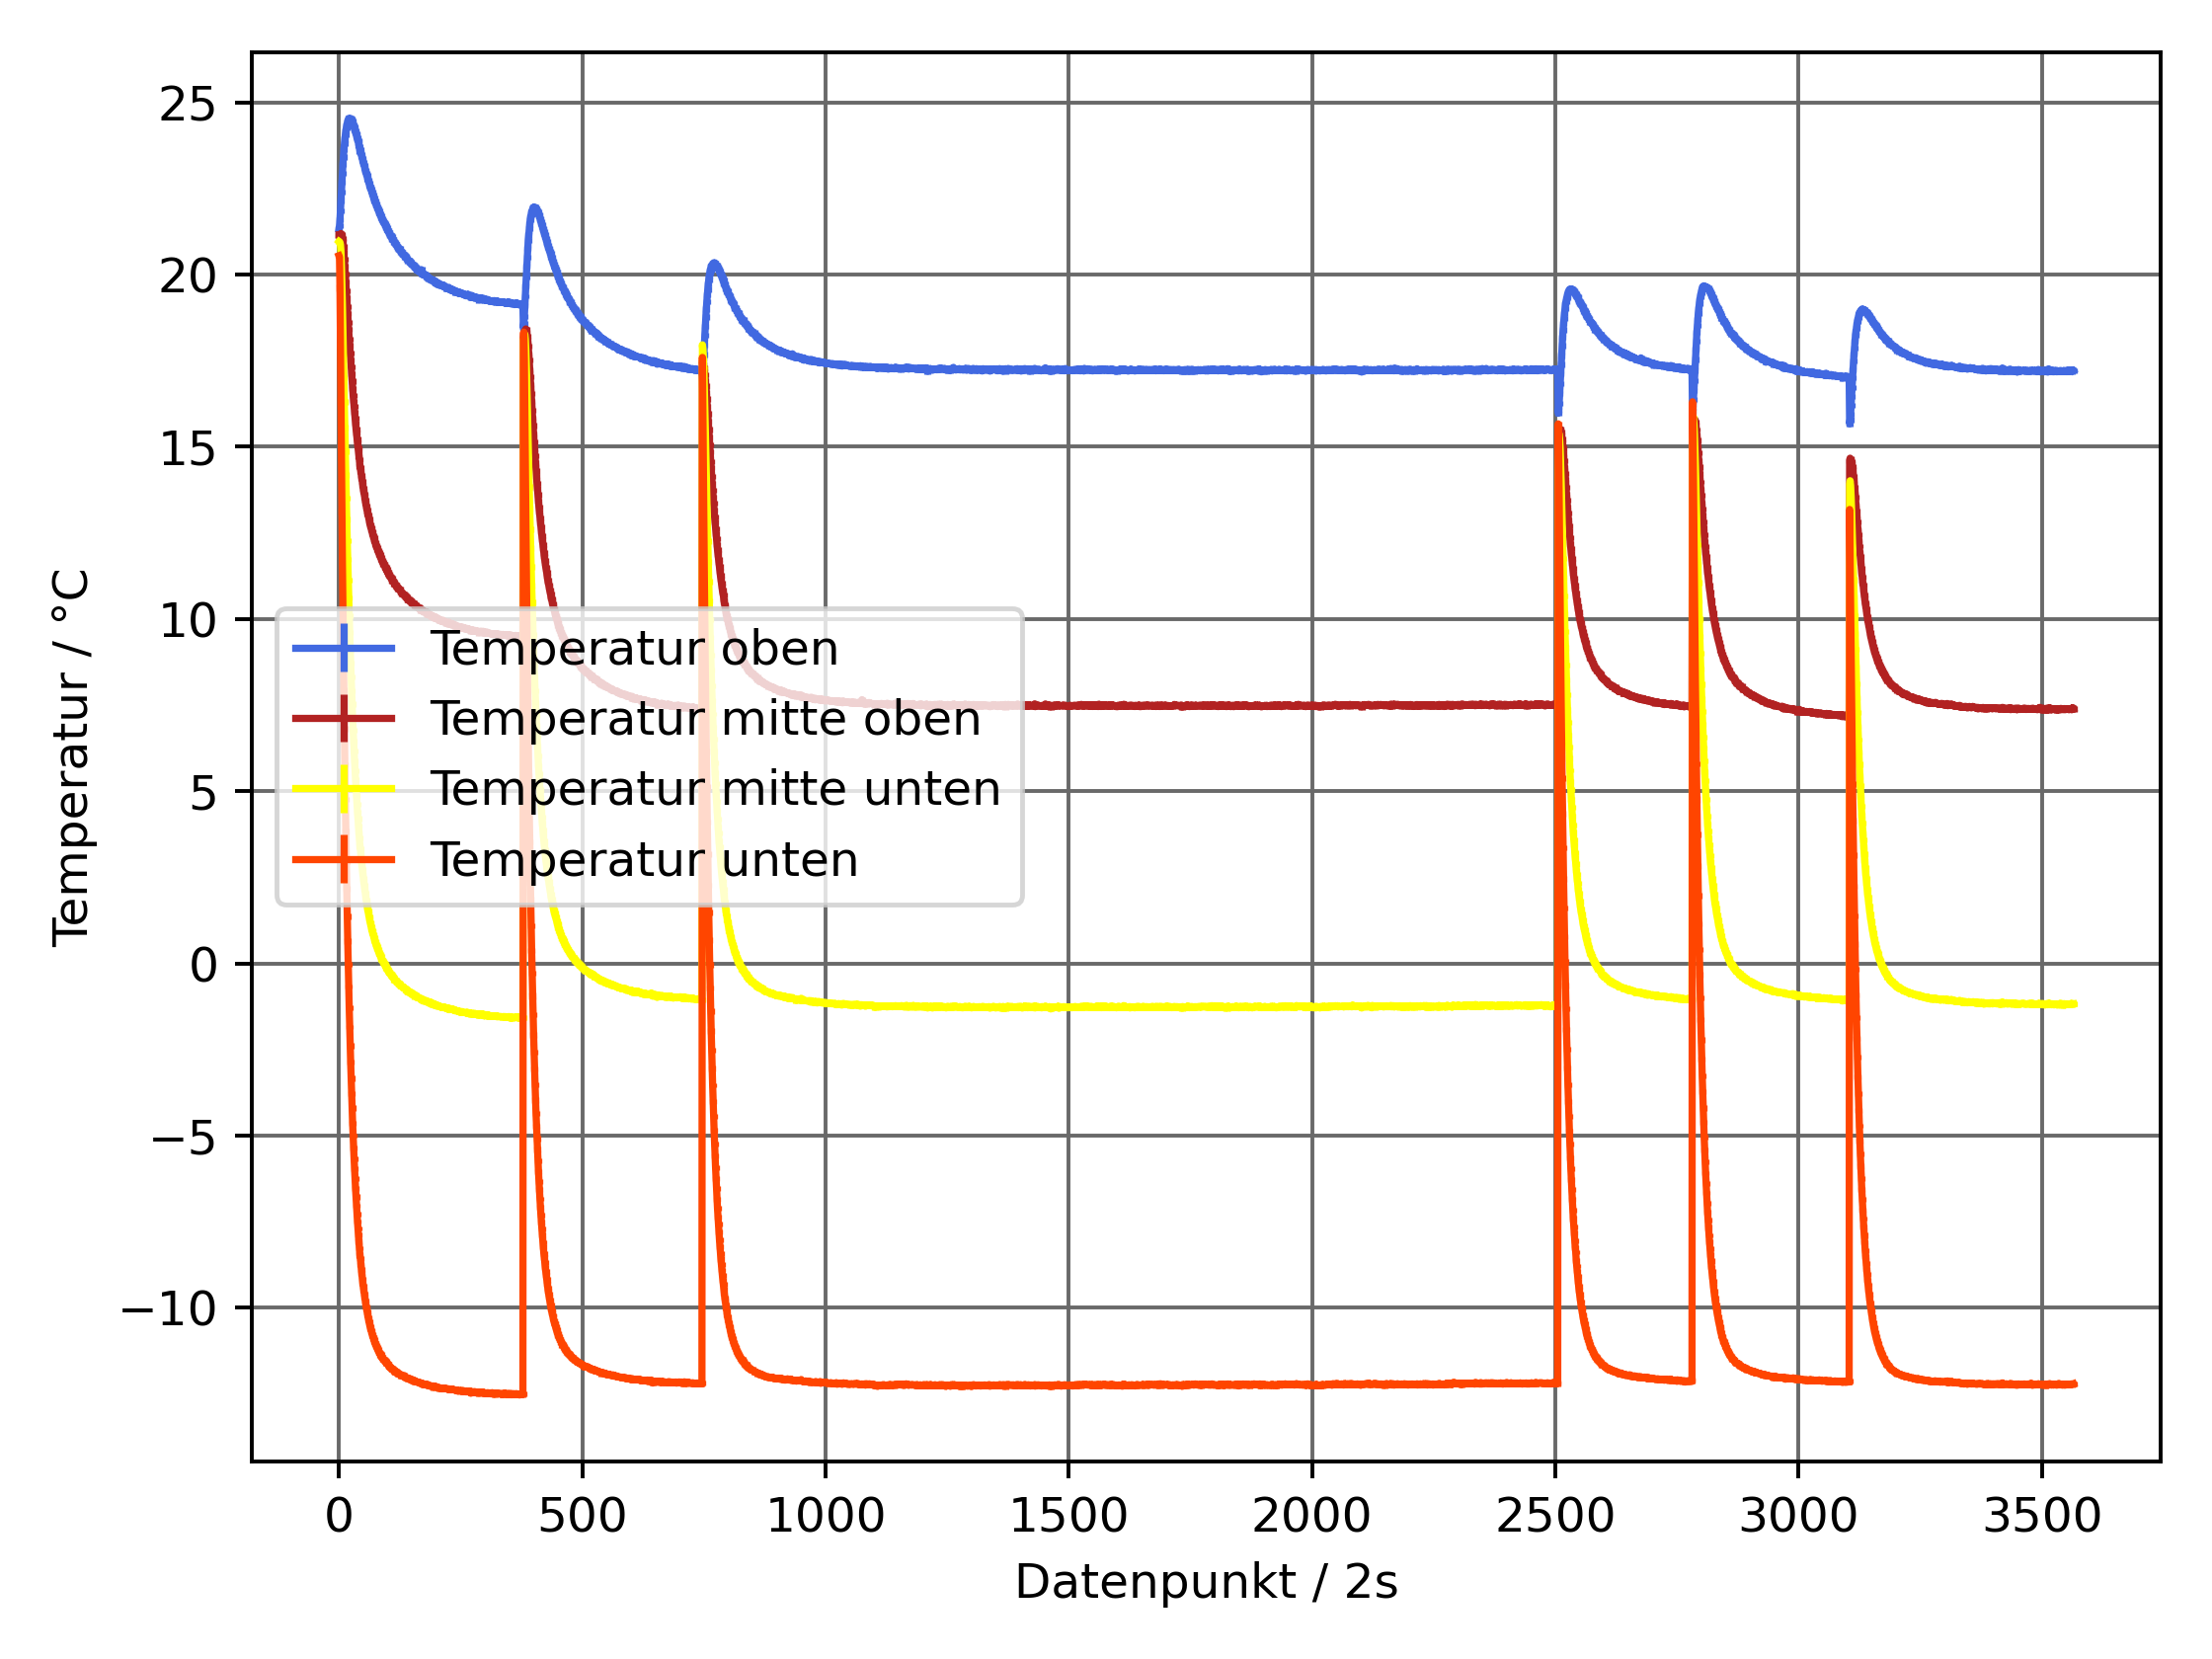 25
20
15
10
5
0
−5
−10
Temperatur / °C
Temperatur oben
Temperatur mitte oben
Temperatur mitte unten
Temperatur unten
0 500 1000 1500 2000 2500 3000 3500
Datenpunkt / 2s